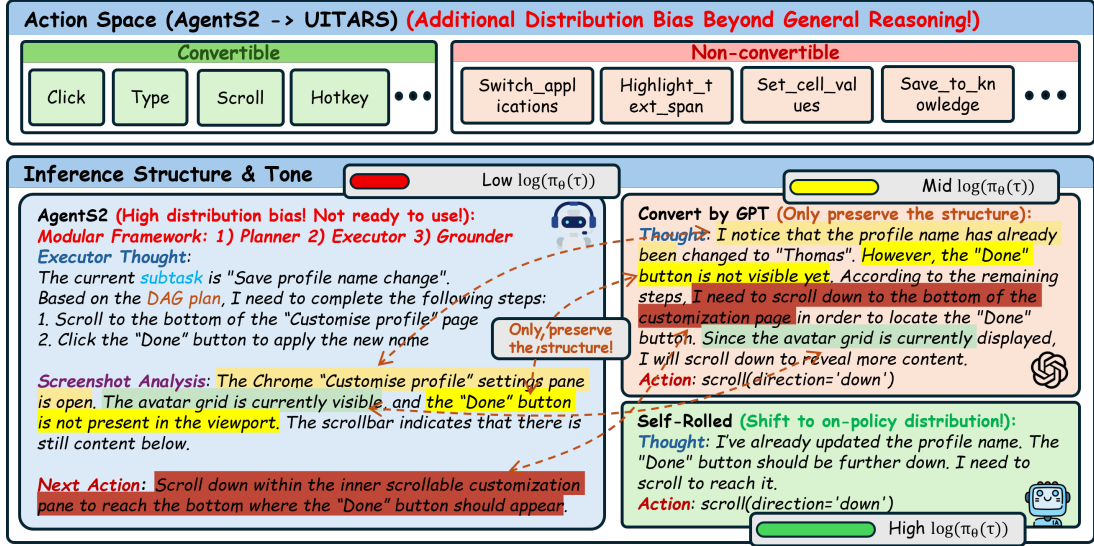 Action Space (AgentS2 -> UITARS) (Additional Distribution Bias Beyond General Reasoning!)
Convertible
Click
Type
Scroll
Hotkey
Non-convertible
Switch_appl
ications
Highlight_t
ext_span
Set_cell_val
ues
Save_to_kn
owledge
Inference Structure & Tone
Low log(πθ(τ))
AgentS2 (High distribution bias! Not ready to use!):
Modular Framework: 1) Planner 2) Executor 3) Grounder
Executor Thought:
The current subtask is "Save profile name change".
Based on the DAG plan, I need to complete the following steps:
1. Scroll to the bottom of the “Customise profile” page
2. Click the “Done” button to apply the new name
Screenshot Analysis: The Chrome “Customise profile” settings pane
is open. The avatar grid is currently visible, and the “Done” button
is not present in the viewport. The scrollbar indicates that there is
still content below.
Next Action: Scroll down within the inner scrollable customization
pane to reach the bottom where the “Done” button should appear.
Only preserve
the structure!
Mid log(πθ(τ))
Convert by GPT (Only preserve the structure):
Thought: I notice that the profile name has already
been changed to "Thomas". However, the "Done"
button is not visible yet. According to the remaining
steps, I need to scroll down to the bottom of the
customization page in order to locate the "Done"
button. Since the avatar grid is currently displayed,
I will scroll down to reveal more content.
Action: scroll(direction='down')
Self-Rolled (Shift to on-policy distribution!):
Thought: I’ve already updated the profile name. The
"Done" button should be further down. I need to
scroll to reach it.
Action: scroll(direction='down')
High log(πθ(τ))